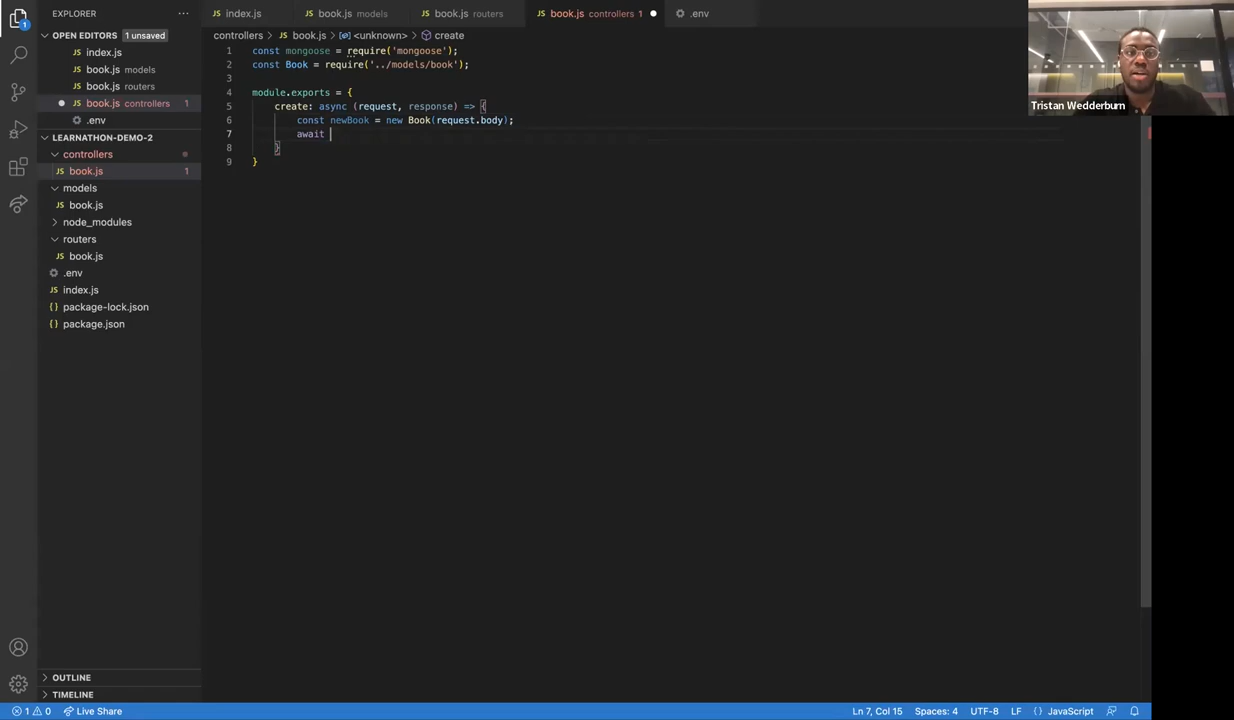 EXPLORER
OPEN EDITORS 1 unsaved
index.js
book.js models
book.js routers
book.js controllers 1
.env
LEARNATHON-DEMO-2
controllers
book.js 1
models
book.js
node_modules
routers
book.js
.env
index.js
package-lock.json
package.json
OUTLINE
TIMELINE
1
index.js book.js models book.js routers book.js controllers 1 .env
controllers > book.js > <unknown> > create
1 const mongoose = require('mongoose');
2 const Book = require('../models/book');
3
4 module.exports = {
5 create: async (request, response) => {
6 const newBook = new Book(request.body);
7 await
8 }
9 }
Tristan Wedderburn
1 0 Live Share Ln 7, Col 15 Spaces: 4 UTF-8 LF JavaScript